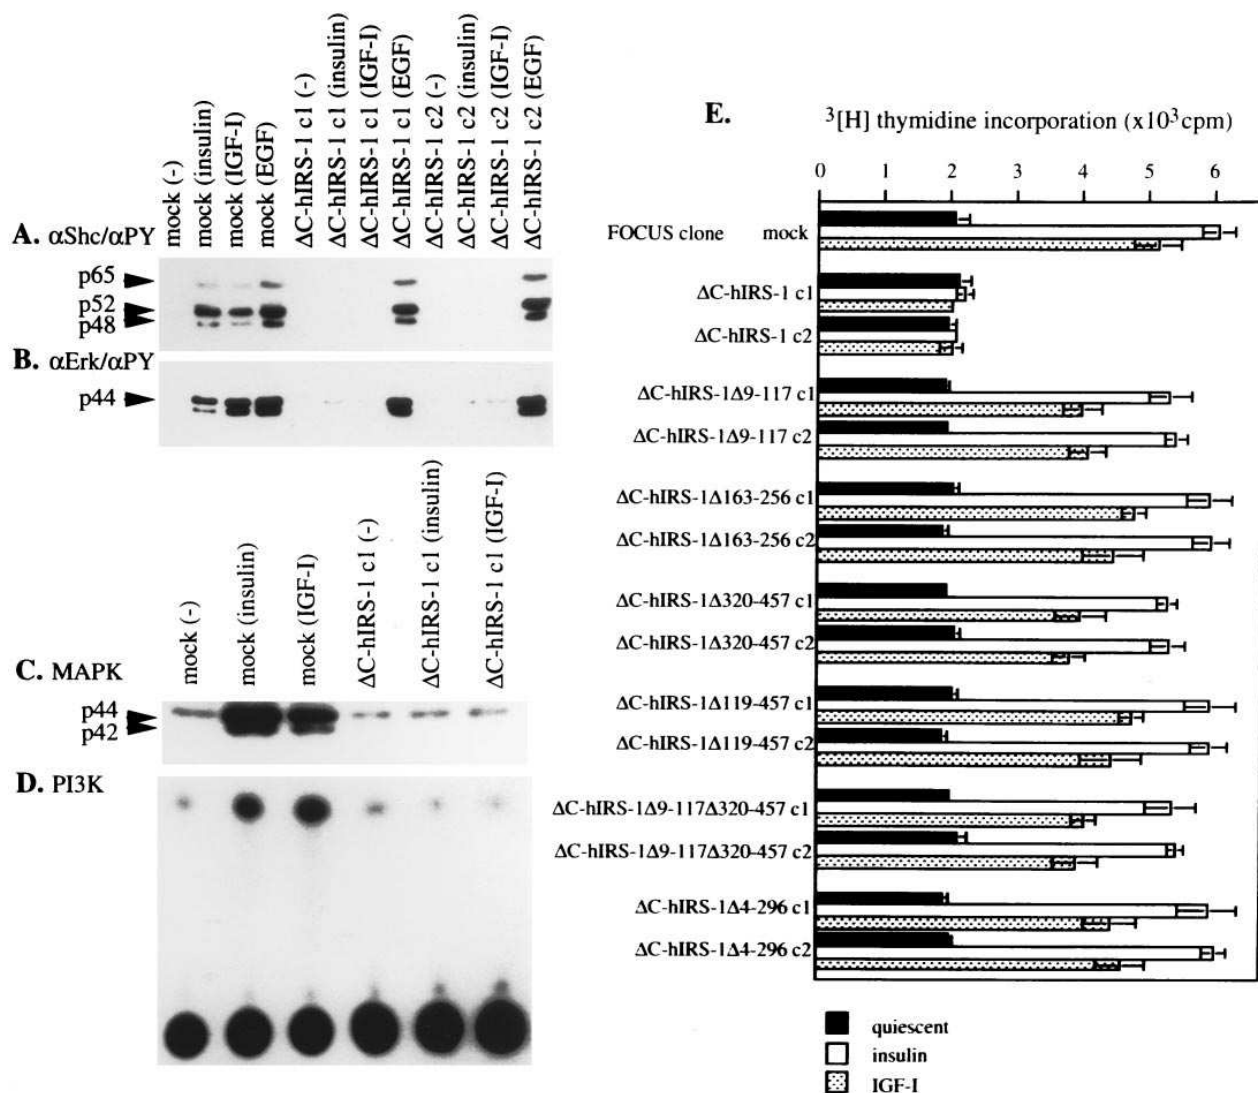 mock (-)
mock (insulin)
mock (IGF-I)
mock (EGF)
ΔC-hIRS-1 c1 (-)
ΔC-hIRS-1 c1 (insulin)
ΔC-hIRS-1 c1 (IGF-I)
ΔC-hIRS-1 c1 (EGF)
ΔC-hIRS-1 c2 (-)
ΔC-hIRS-1 c2 (insulin)
ΔC-hIRS-1 c2 (IGF-I)
ΔC-hIRS-1 c2 (EGF)
A. αShc/αPY
p65
p52
p48
B. αErk/αPY
p44
mock (-)
mock (insulin)
mock (IGF-I)
ΔC-hIRS-1 c1 (-)
ΔC-hIRS-1 c1 (insulin)
ΔC-hIRS-1 c1 (IGF-I)
C. MAPK
p44
p42
D. PI3K
E. ³[H] thymidine incorporation (x10³cpm)
0 2 4 5 6
FOCUS clone mock
ΔC-hIRS-1 c1
ΔC-hIRS-1 c2
ΔC-hIRS-1Δ9-117 c1
ΔC-hIRS-1Δ9-117 c2
ΔC-hIRS-1Δ163-256 c1
ΔC-hIRS-1Δ163-256 c2
ΔC-hIRS-1Δ320-457 c1
ΔC-hIRS-1Δ320-457 c2
ΔC-hIRS-1Δ119-457 c1
ΔC-hIRS-1Δ119-457 c2
ΔC-hIRS-1Δ9-117Δ320-457 c1
ΔC-hIRS-1Δ9-117Δ320-457 c2
ΔC-hIRS-1Δ4-296 c1
ΔC-hIRS-1Δ4-296 c2
quiescent
insulin
IGF-I